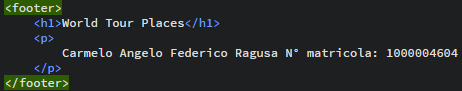 <footer>
<h1>World Tour Places</h1>
<p>
Carmelo Angelo Federico Ragusa N° matricola: 1000004604
</p>
</footer>